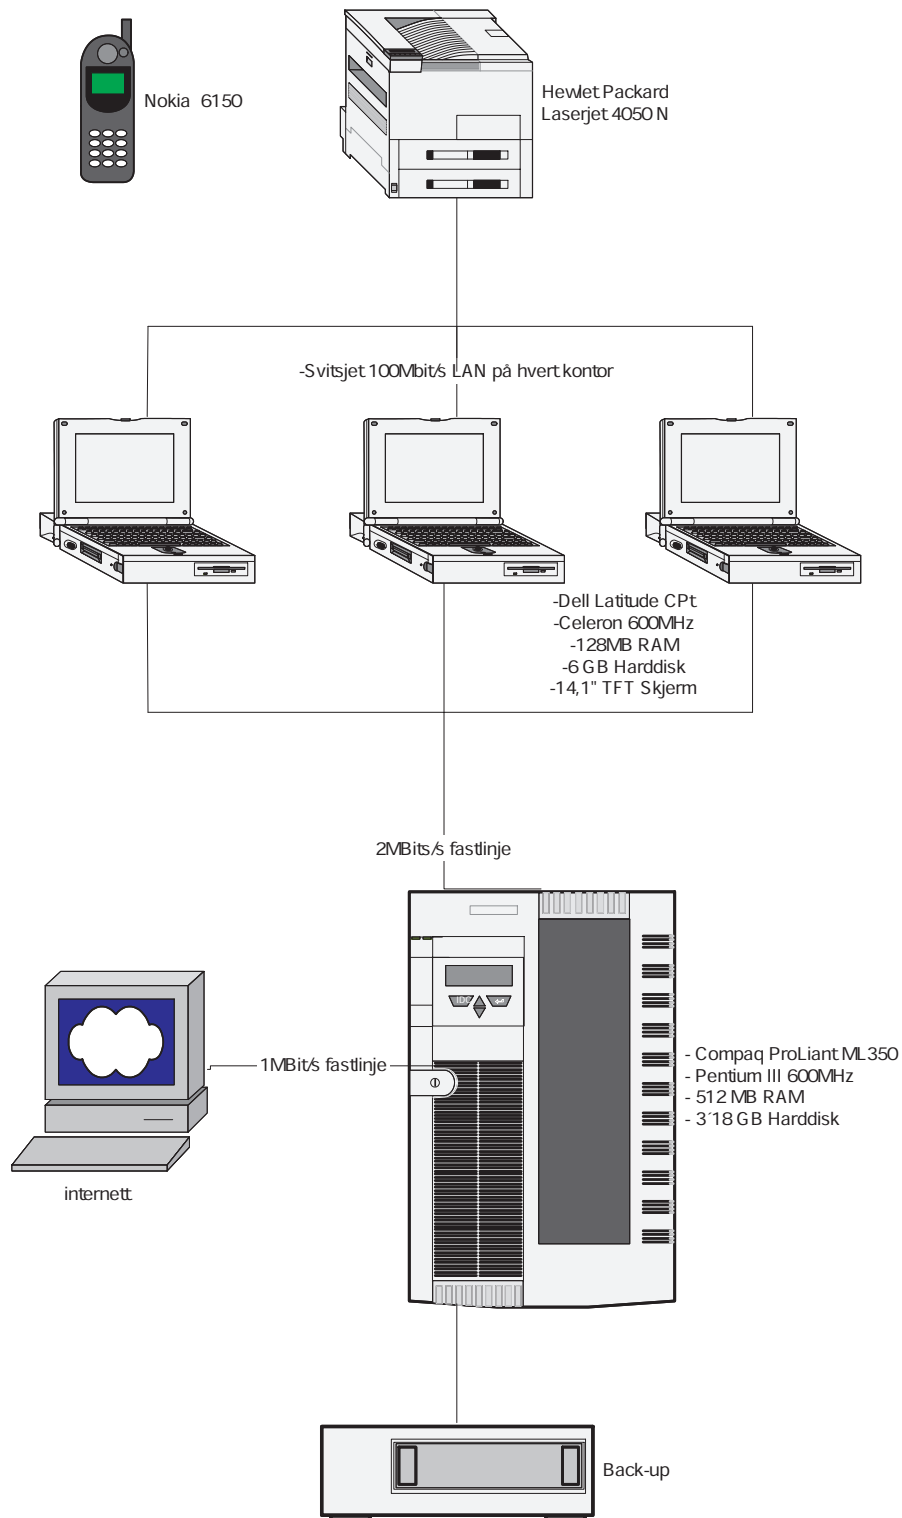 Nokia 6150
Hewlet Packard
Laserjet 4050 N
-Svitsjet 100Mbit/s LAN på hvert kontor
-Dell Latitude CPt
-Celeron 600MHz
-128MB RAM
-6 GB Harddisk
-14,1" TFT Skjerm
2MBits/s fastlinje
IDC
1MBit/s fastlinje
- Compaq ProLiant ML350
- Pentium III 600MHz
- 512 MB RAM
- 3´18 GB Harddisk
internett
Back-up